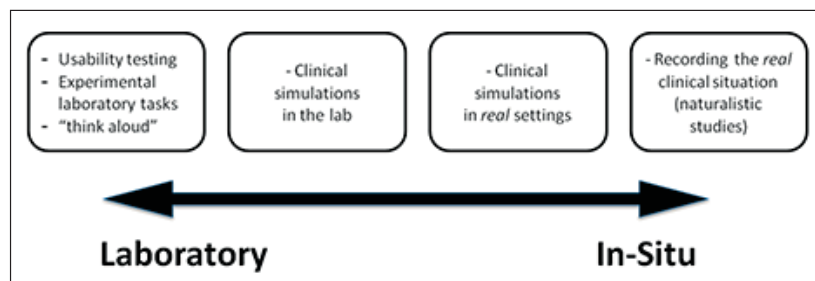 - Usability testing
- Experimental
laboratory tasks
- “think aloud”
- Clinical
simulations
in the lab
- Clinical
simulations
in real settings
- Recording the real
clinical situation
(naturalistic
studies)
Laboratory
In-Situ